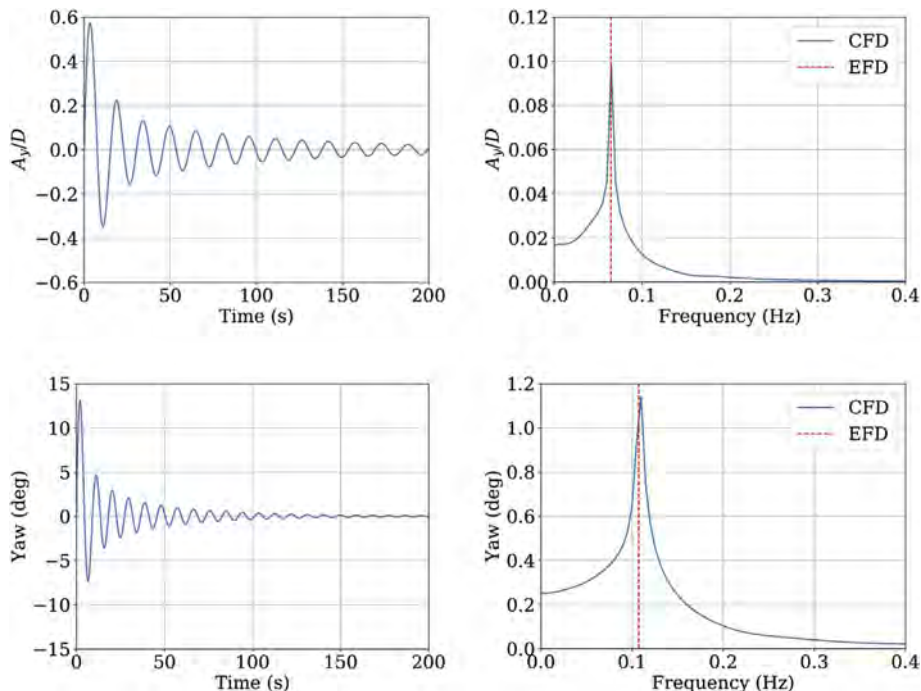 0.6
0.4
0.2
0.0
−0.2
−0.4
−0.6
A_y/D
0 50 100 150 200
Time (s)
0.12
0.10
0.08
0.06
0.04
0.02
0.00
A_y/D
CFD
EFD
0.0 0.1 0.2 0.3 0.4
Frequency (Hz)
15
10
5
0
−5
−10
−15
Yaw (deg)
0 50 100 150 200
Time (s)
1.2
1.0
0.8
0.6
0.4
0.2
0.0
Yaw (deg)
CFD
EFD
0.0 0.1 0.2 0.3 0.4
Frequency (Hz)